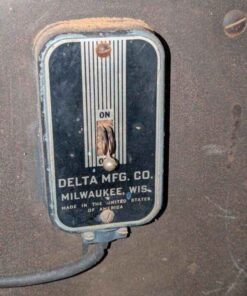 ON
DELTA MFG. CO.
MILWAUKEE, WIS.
MADE IN THE UNITED STATES
OF AMERICA